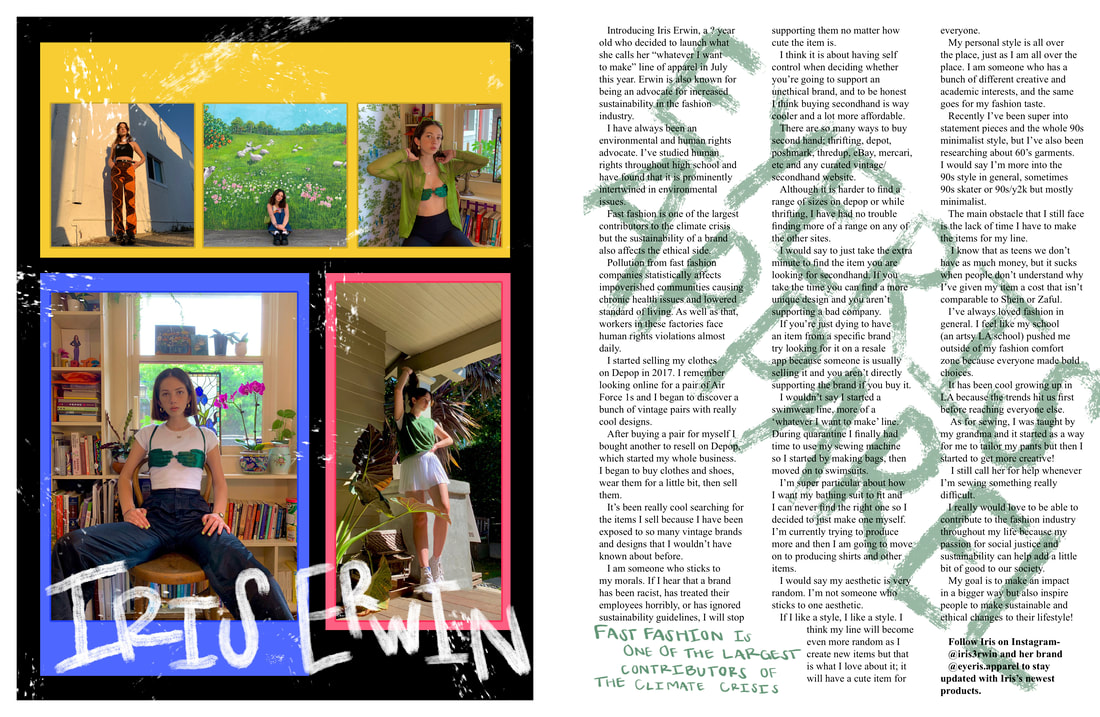 IRIS ERWIN
Introducing Iris Erwin, a ? year
old who decided to launch what
she calls her “whatever I want
to make” line of apparel in July
this year. Erwin is also known for
being an advocate for increased
sustainability in the fashion
industry.
I have always been an
environmental and human rights
advocate. I’ve studied human
rights throughout high school and
have found that it is prominently
intertwined in environmental
issues.
Fast fashion is one of the largest
contributors to the climate crisis
but the sustainability of a brand
also affects the ethical side.
Pollution from fast fashion
companies statistically affects
impoverished communities causing
chronic health issues and lowered
standard of living. As well as that,
workers in these factories face
human rights violations almost
daily.
I started selling my clothes
on Depop in 2017. I remember
looking online for a pair of Air
Force 1s and I began to discover a
bunch of vintage pairs with really
cool designs.
After buying a pair for myself I
bought another to resell on Depop,
which started my whole business.
I began to buy clothes and shoes,
wear them for a little bit, then sell
them.
It’s been really cool searching for
the items I sell because I have been
exposed to so many vintage brands
and designs that I wouldn’t have
known about before.
I am someone who sticks to
my morals. If I hear that a brand
has been racist, has treated their
employees horribly, or has ignored
sustainability guidelines, I will stop
FAST FASHION IS
ONE OF THE LARGEST
CONTRIBUTORS OF
THE CLIMATE CRISIS
supporting them no matter how
cute the item is.
I think it is about having self
control when deciding whether
you’re going to support an
unethical brand, and to be honest
I think buying secondhand is way
cooler and a lot more affordable.
There are so many ways to buy
second hand; thrifting, depot,
poshmark, thredup, eBay, mercari,
etc and any curated vintage/
secondhand website.
Although it is harder to find a
range of sizes on depop or while
thrifting, I have had no trouble
finding more of a range on any of
the other sites.
I would say to just take the extra
minute to find the item you are
looking for secondhand. If you
take the time you can find a more
unique design and you aren’t
supporting a bad company.
If you’re just dying to have
an item from a specific brand
try looking for it on a resale
app because someone is usually
selling it and you aren’t directly
supporting the brand if you buy it.
I wouldn’t say I started a
swimwear line, more of a
‘whatever I want to make’ line.
During quarantine I finally had
time to use my sewing machine
so I started by making bags, then
moved on to swimsuits.
I’m super particular about how
I want my bathing suit to fit and
I can never find the right one so I
decided to just make one myself.
I’m currently trying to produce
more and then I am going to move
on to producing shirts and other
items.
I would say my aesthetic is very
random. I’m not someone who
sticks to one aesthetic.
If I like a style, I like a style. I
think my line will become
even more random as I
create new items but that
is what I love about it; it
will have a cute item for
everyone.
My personal style is all over
the place, just as I am all over the
place. I am someone who has a
bunch of different creative and
academic interests, and the same
goes for my fashion taste.
Recently I’ve been super into
statement pieces and the whole 90s
minimalist style, but I’ve also been
researching about 60’s garments.
I would say I’m more into the
90s style in general, sometimes
90s skater or 90s/y2k but mostly
minimalist.
The main obstacle that I still face
is the lack of time I have to make
the items for my line.
I know that as teens we don’t
have as much money, but it sucks
when people don’t understand why
I’ve given my item a cost that isn’t
comparable to Shein or Zaful.
I’ve always loved fashion in
general. I feel like my school
(an artsy LA school) pushed me
outside of my fashion comfort
zone because everyone made bold
choices.
It has been cool growing up in
LA because the trends hit us first
before reaching everyone else.
As for sewing, I was taught by
my grandma and it started as a way
for me to tailor my pants but then I
started to get more creative!
I still call her for help whenever
I’m sewing something really
difficult.
I really would love to be able to
contribute to the fashion industry
throughout my life because my
passion for social justice and
sustainability can help add a little
bit of good to our society.
My goal is to make an impact
in a bigger way but also inspire
people to make sustainable and
ethical changes to their lifestyle!
Follow Iris on Instagram-
@iris3rwin and her brand
@eyeris.apparel to stay
updated with Iris’s newest
products.